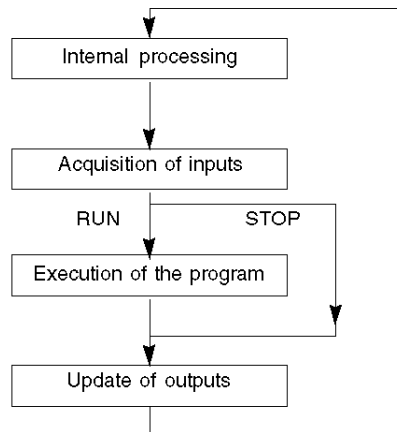 Internal processing
Acquisition of inputs
RUN STOP
Execution of the program
Update of outputs